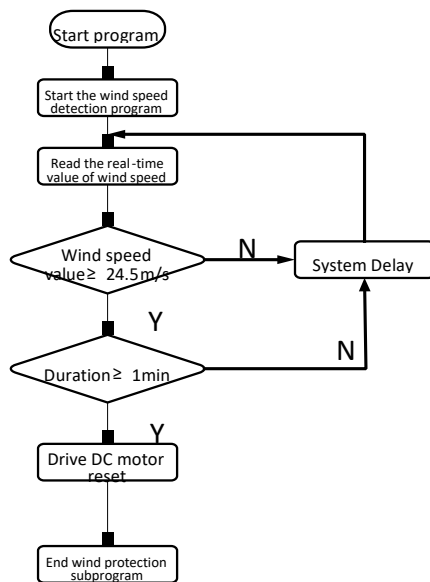 Start program
Start the wind speed
detection program
Read the real-time
value of wind speed
Wind speed
value≥ 24.5m/s
N
System Delay
Y
Duration≥ 1min
N
Y
Drive DC motor
reset
End wind protection
subprogram